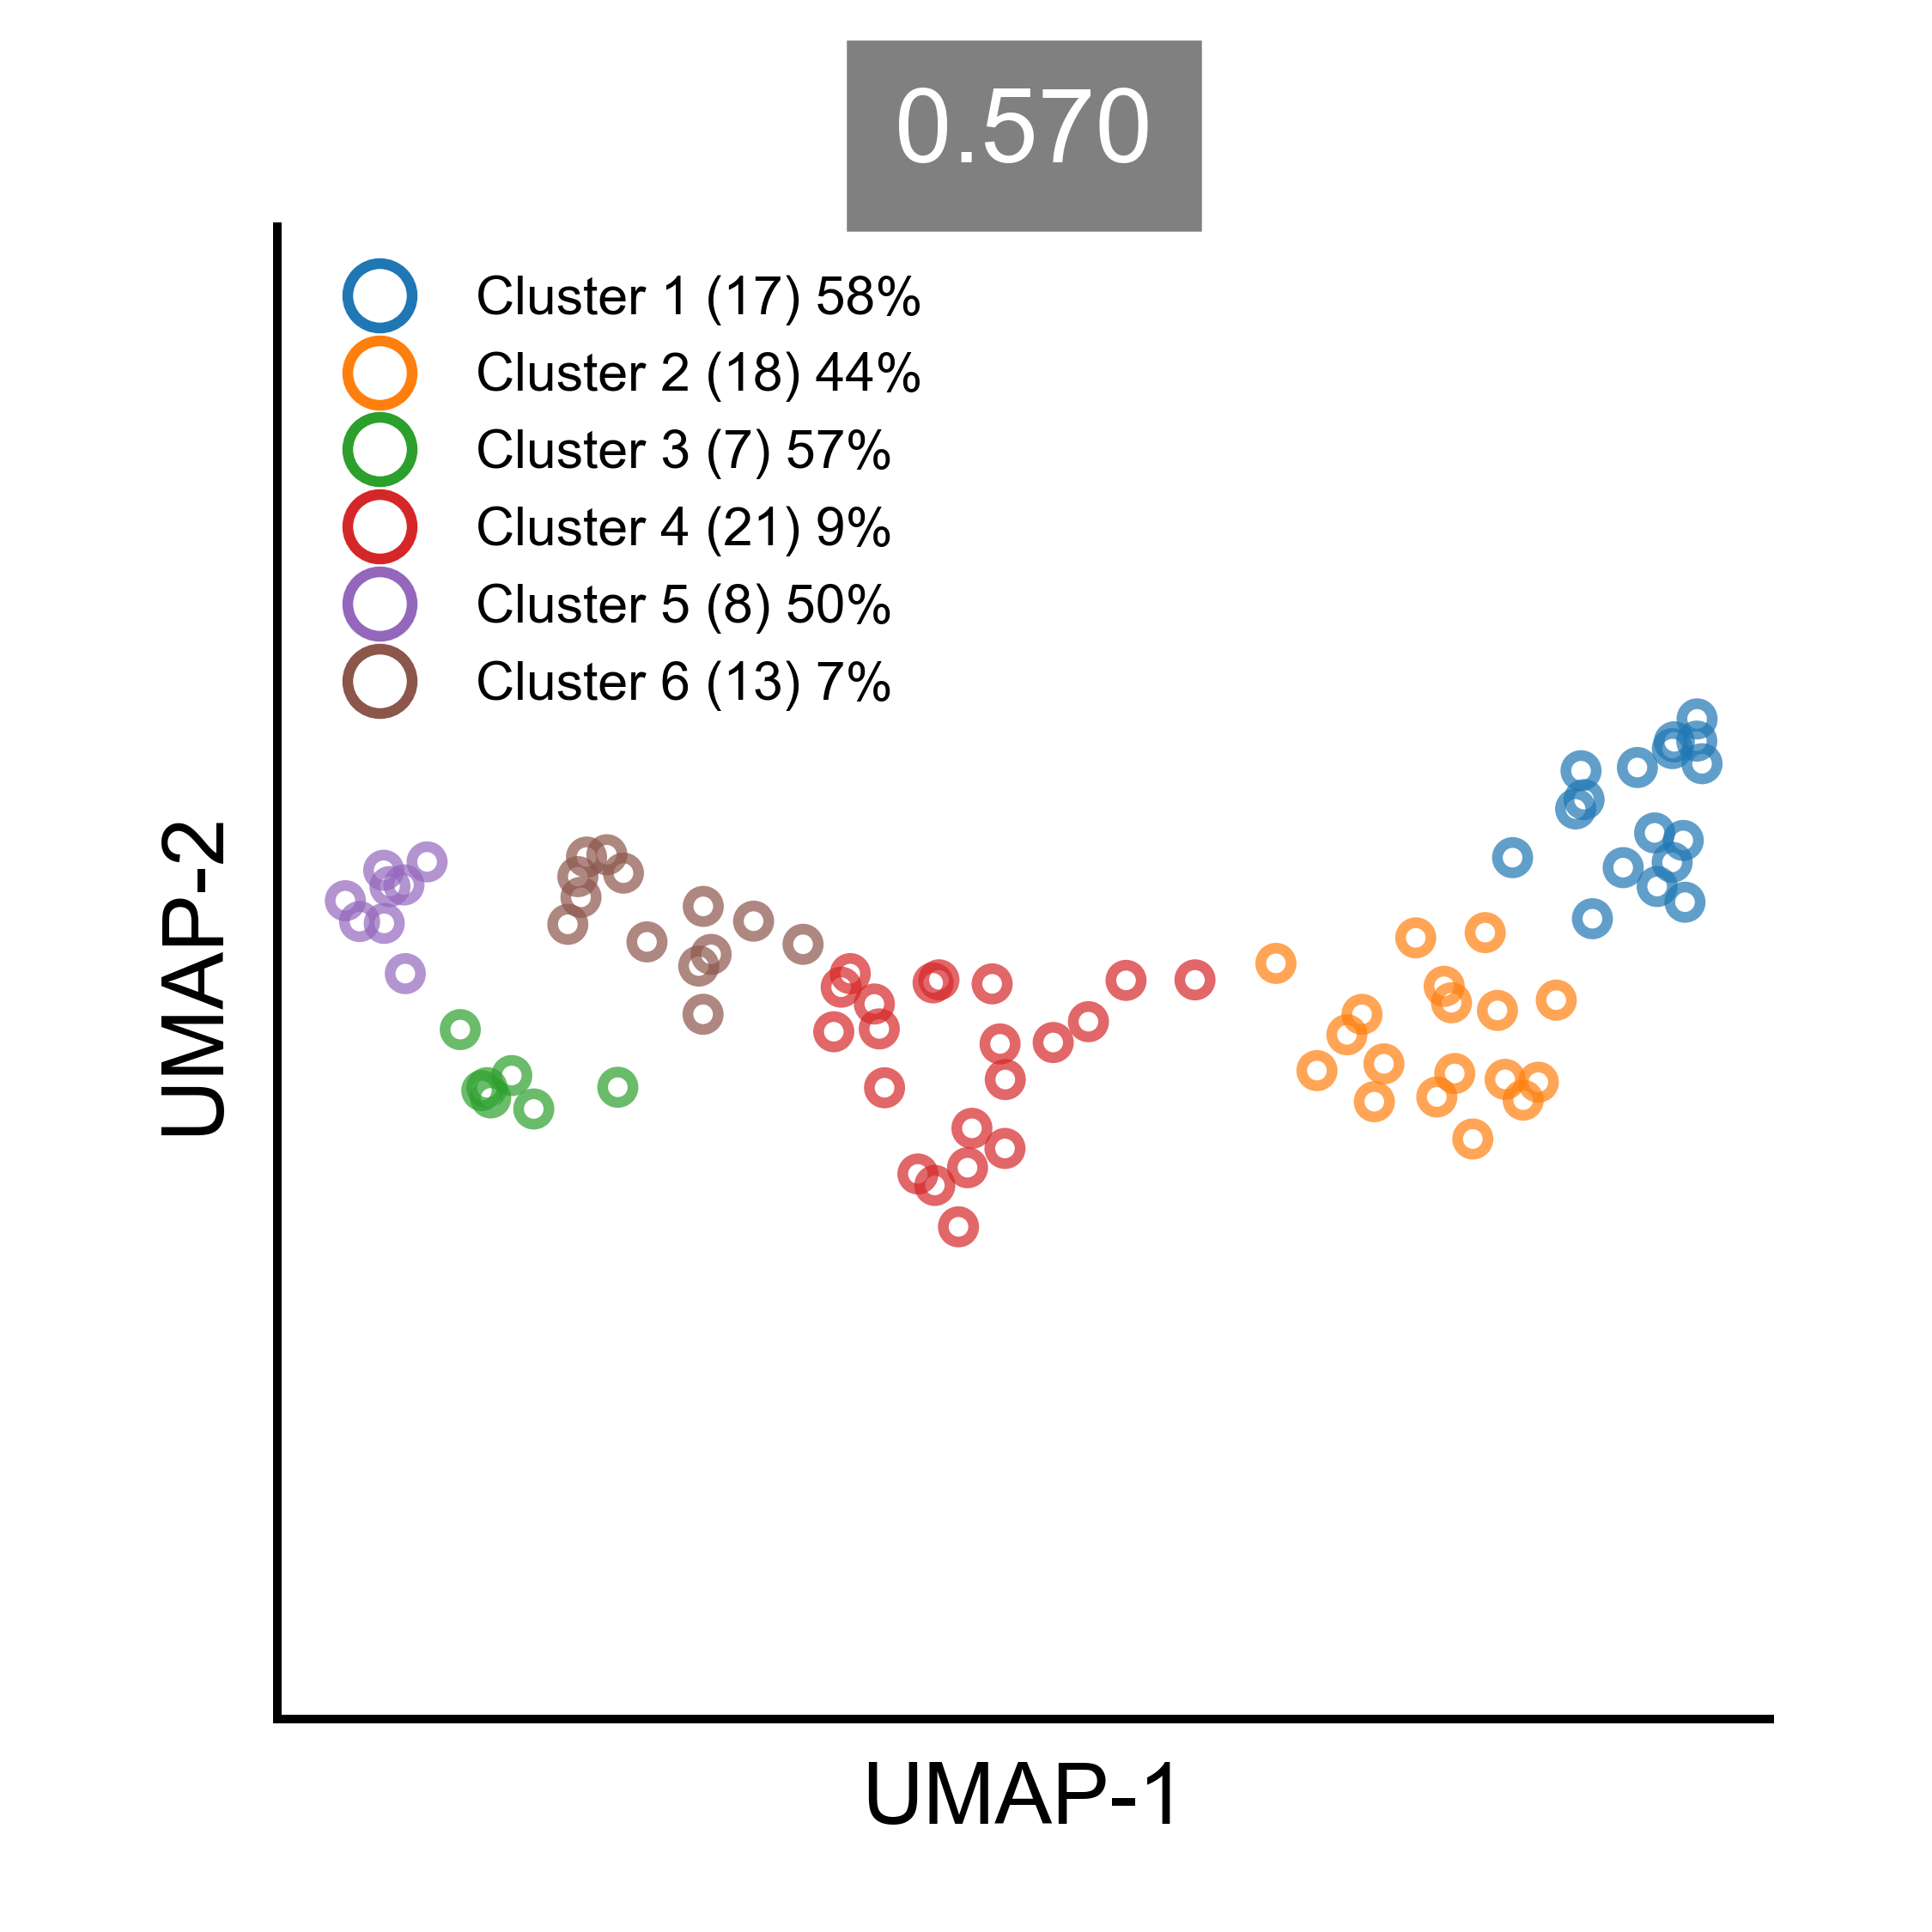 0.570
Cluster 1 (17) 58%
Cluster 2 (18) 44%
Cluster 3 (7) 57%
Cluster 4 (21) 9%
Cluster 5 (8) 50%
Cluster 6 (13) 7%
UMAP-2
UMAP-1